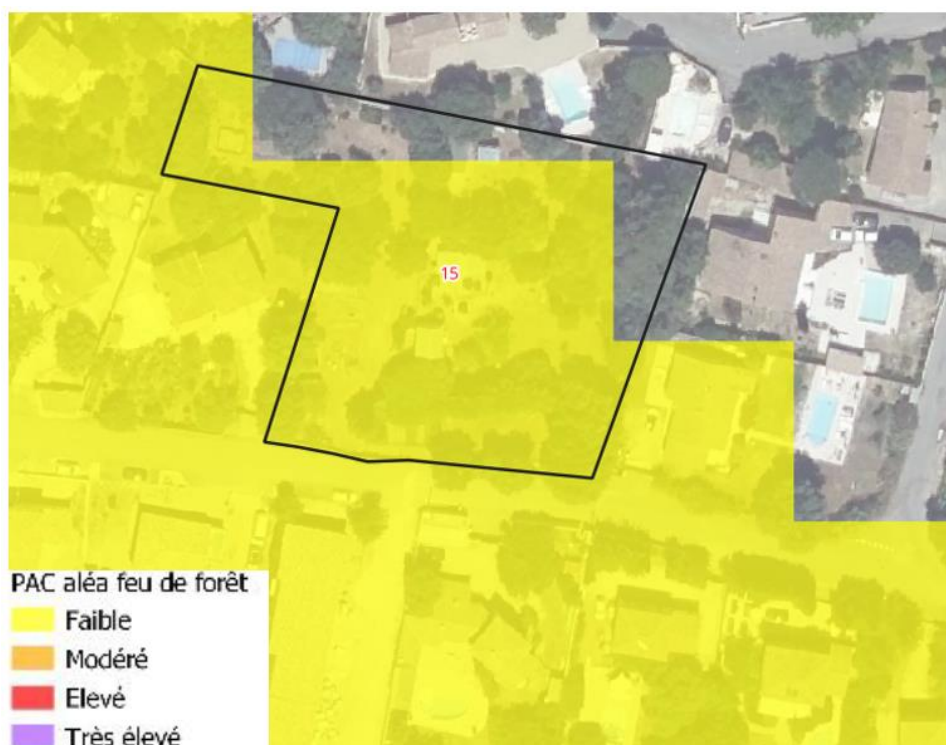 15
PAC aléa feu de forêt
Faible
Modéré
Elevé
Très élevé